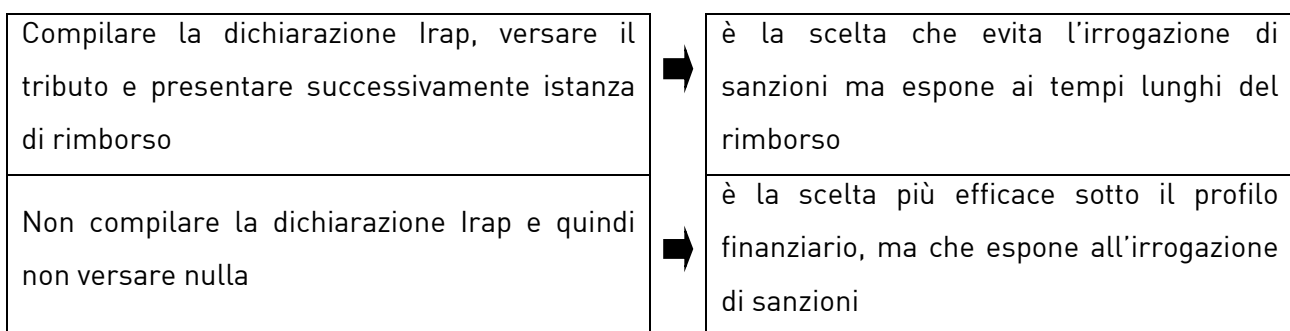 Compilare la dichiarazione Irap, versare il
tributo e presentare successivamente istanza
di rimborso
è la scelta che evita l’irrogazione di
sanzioni ma espone ai tempi lunghi del
rimborso
Non compilare la dichiarazione Irap e quindi
non versare nulla
è la scelta più efficace sotto il profilo
finanziario, ma che espone all’irrogazione
di sanzioni